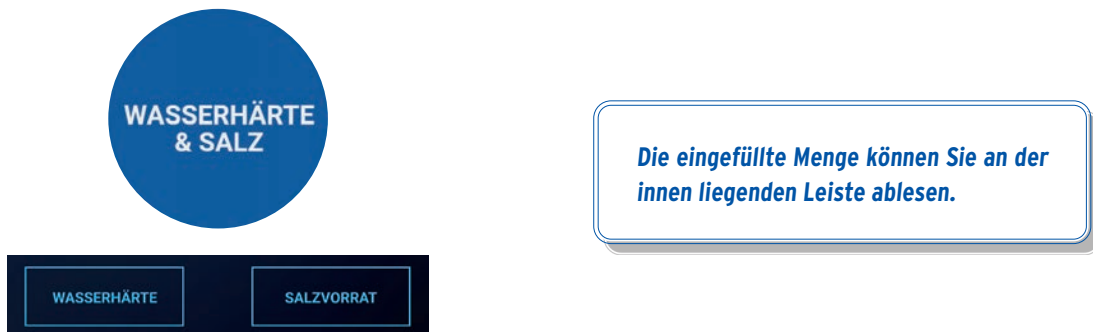 WASSERHÄRTE
& SALZ
WASSERHÄRTE
SALZVORRAT
Die eingefüllte Menge können Sie an der
innen liegenden Leiste ablesen.